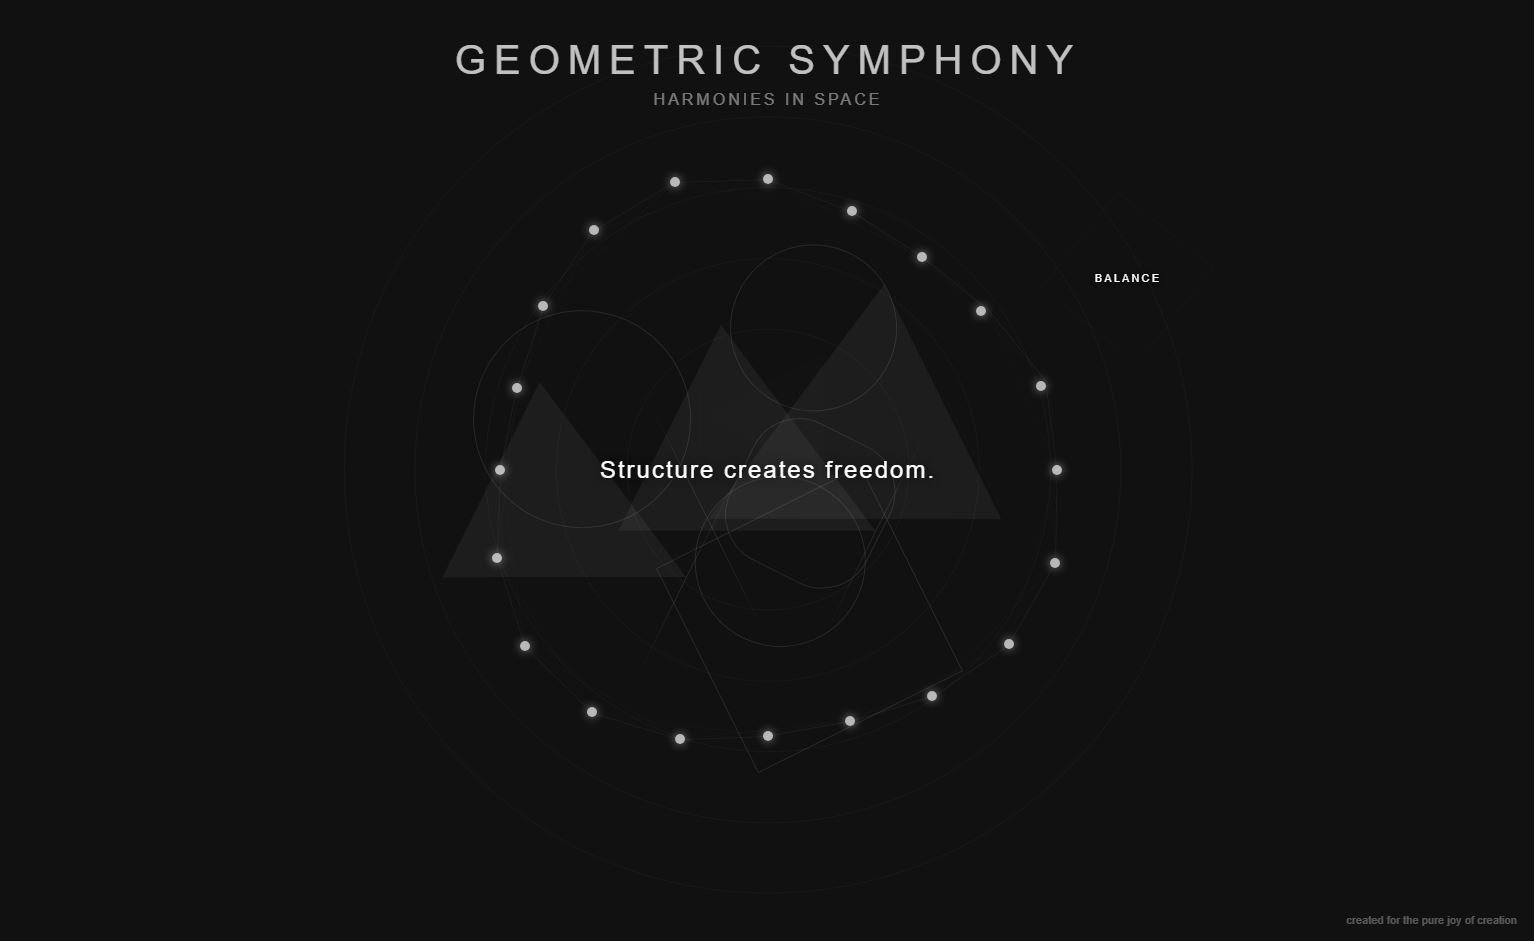 GEOMETRIC SYMPHONY
HARMONIES IN SPACE
BALANCE
Structure creates freedom.
created for the pure joy of creation